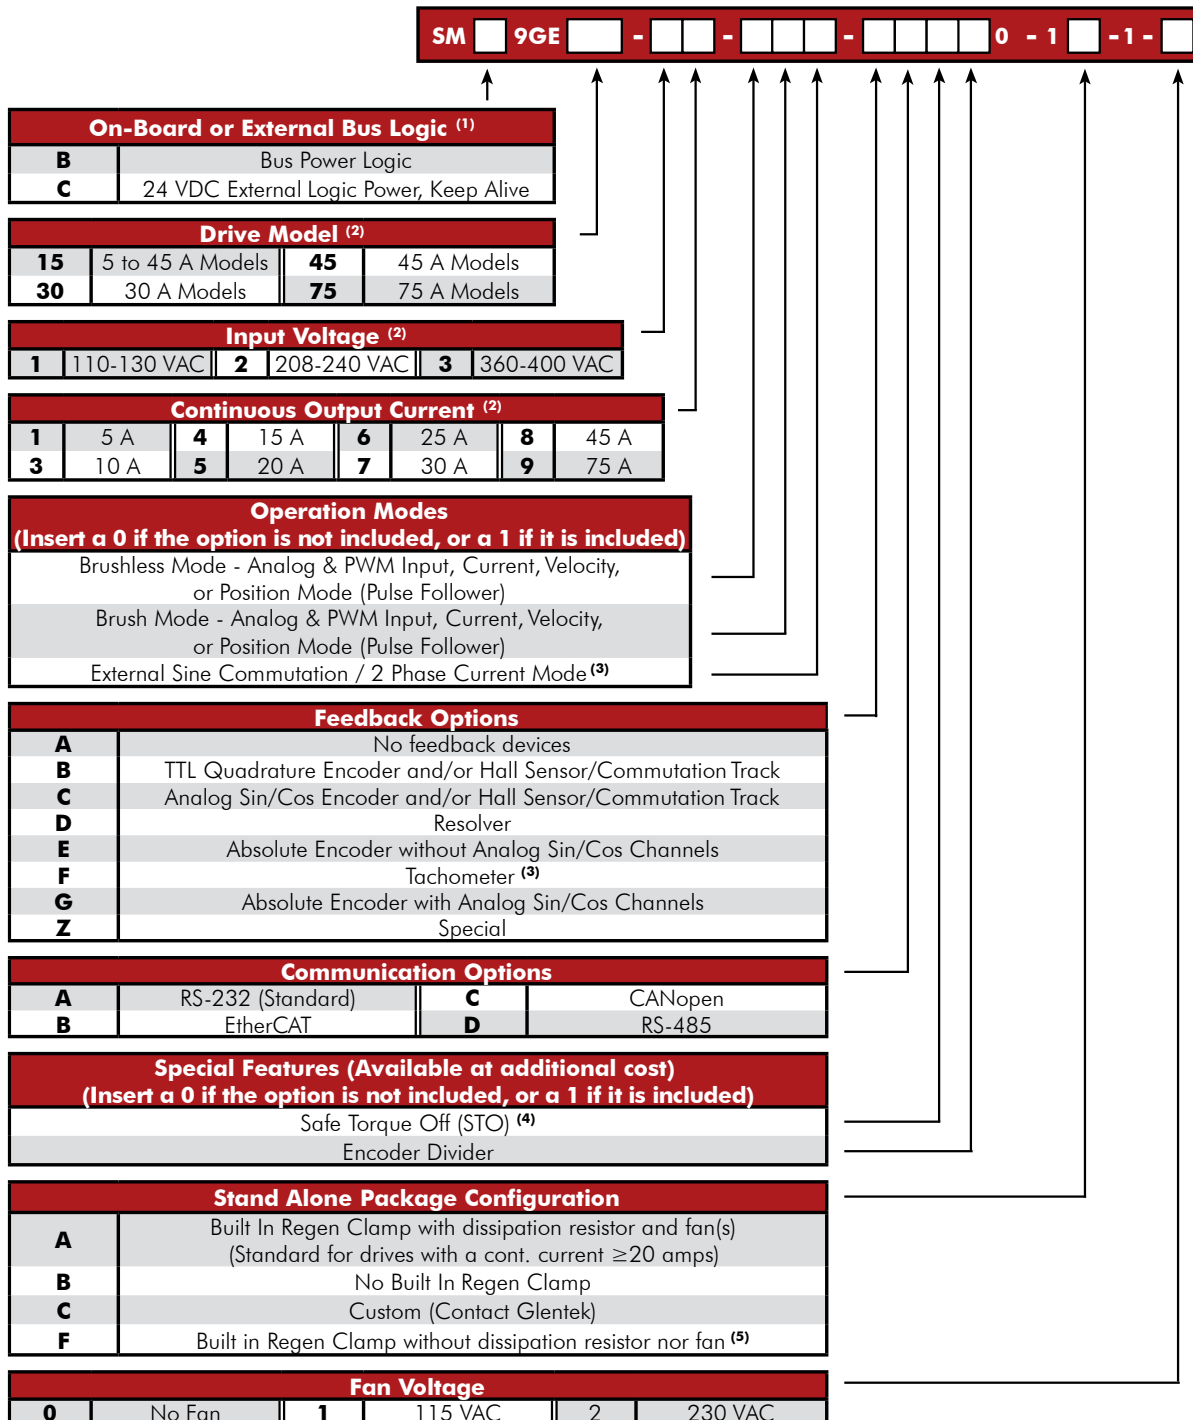 SM 9GE - - - 0 - 1 - 1 -
On-Board or External Bus Logic (1)
B Bus Power Logic
C 24 VDC External Logic Power, Keep Alive
Drive Model (2)
15 5 to 45 A Models 45 45 A Models
30 30 A Models 75 75 A Models
Input Voltage (2)
1 110-130 VAC 2 208-240 VAC 3 360-400 VAC
Continuous Output Current (2)
1 5 A 4 15 A 6 25 A 8 45 A
3 10 A 5 20 A 7 30 A 9 75 A
Operation Modes
(Insert a 0 if the option is not included, or a 1 if it is included)
Brushless Mode - Analog & PWM Input, Current, Velocity,
or Position Mode (Pulse Follower)
Brush Mode - Analog & PWM Input, Current, Velocity,
or Position Mode (Pulse Follower)
External Sine Commutation / 2 Phase Current Mode (3)
Feedback Options
A No feedback devices
B TTL Quadrature Encoder and/or Hall Sensor/Commutation Track
C Analog Sin/Cos Encoder and/or Hall Sensor/Commutation Track
D Resolver
E Absolute Encoder without Analog Sin/Cos Channels
F Tachometer (3)
G Absolute Encoder with Analog Sin/Cos Channels
Z Special
Communication Options
A RS-232 (Standard) C CANopen
B EtherCAT D RS-485
Special Features (Available at additional cost)
(Insert a 0 if the option is not included, or a 1 if it is included)
Safe Torque Off (STO) (4)
Encoder Divider
Stand Alone Package Configuration
A Built In Regen Clamp with dissipation resistor and fan(s)
(Standard for drives with a cont. current ≥20 amps)
B No Built In Regen Clamp
C Custom (Contact Glentek)
F Built in Regen Clamp without dissipation resistor nor fan (5)
Fan Voltage
0 No Fan 1 115 VAC 2 230 VAC